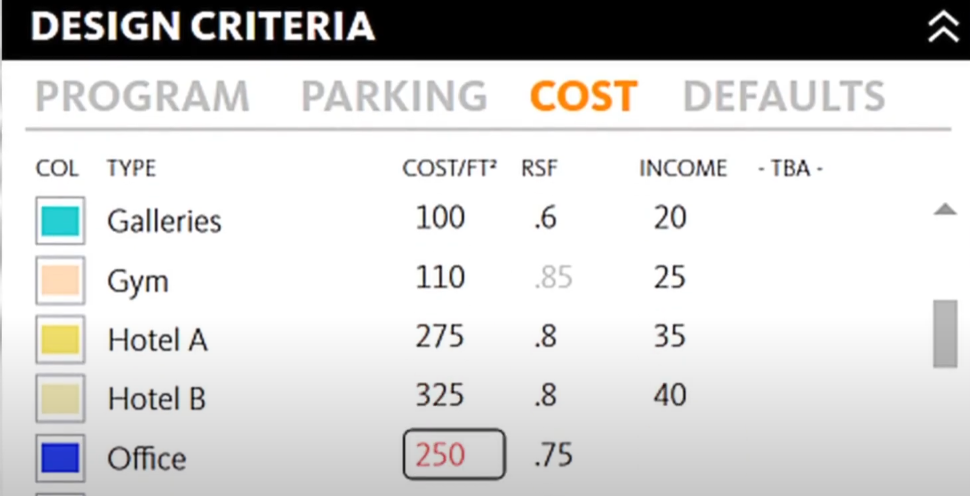 DESIGN CRITERIA
PROGRAM PARKING COST DEFAULTS
COL TYPE COST/FT² RSF INCOME - TBA -
Galleries 100 .6 20
Gym 110 .85 25
Hotel A 275 .8 35
Hotel B 325 .8 40
Office 250 .75